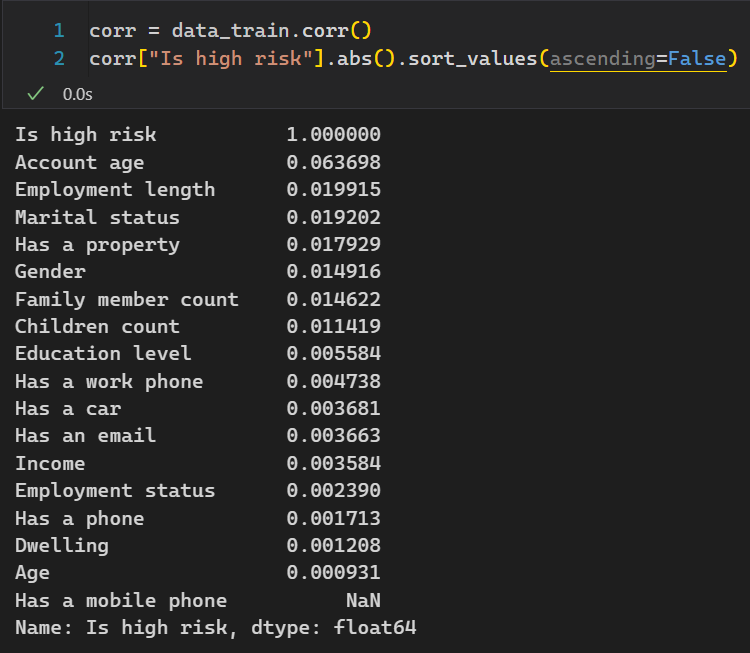 1 corr = data_train.corr()
2 corr["Is high risk"].abs().sort_values(ascending=False)
0.0s
Is high risk 1.000000
Account age 0.063698
Employment length 0.019915
Marital status 0.019202
Has a property 0.017929
Gender 0.014916
Family member count 0.014622
Children count 0.011419
Education level 0.005584
Has a work phone 0.004738
Has a car 0.003681
Has an email 0.003663
Income 0.003584
Employment status 0.002390
Has a phone 0.001713
Dwelling 0.001208
Age 0.000931
Has a mobile phone NaN
Name: Is high risk, dtype: float64